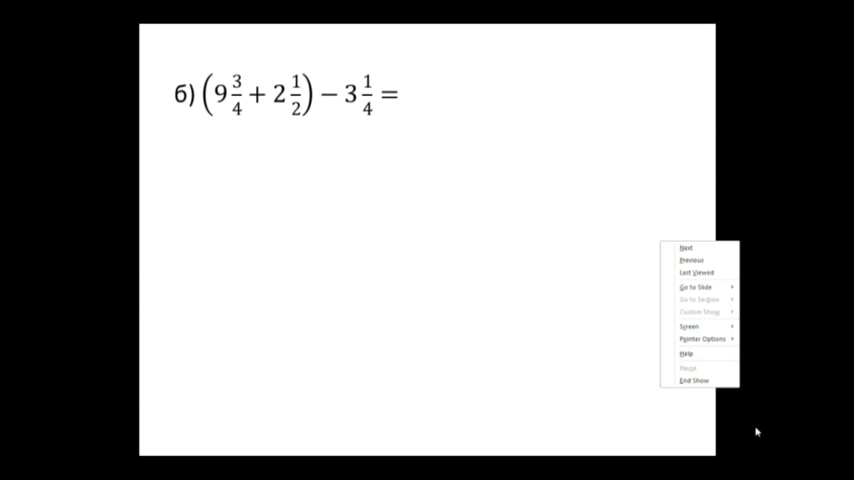 б) (9 3/4 + 2 1/2) − 3 1/4 =
Next
Previous
Last Viewed
Go to Slide
Go to Section
Custom Show
Screen
Pointer Options
Help
Pause
End Show